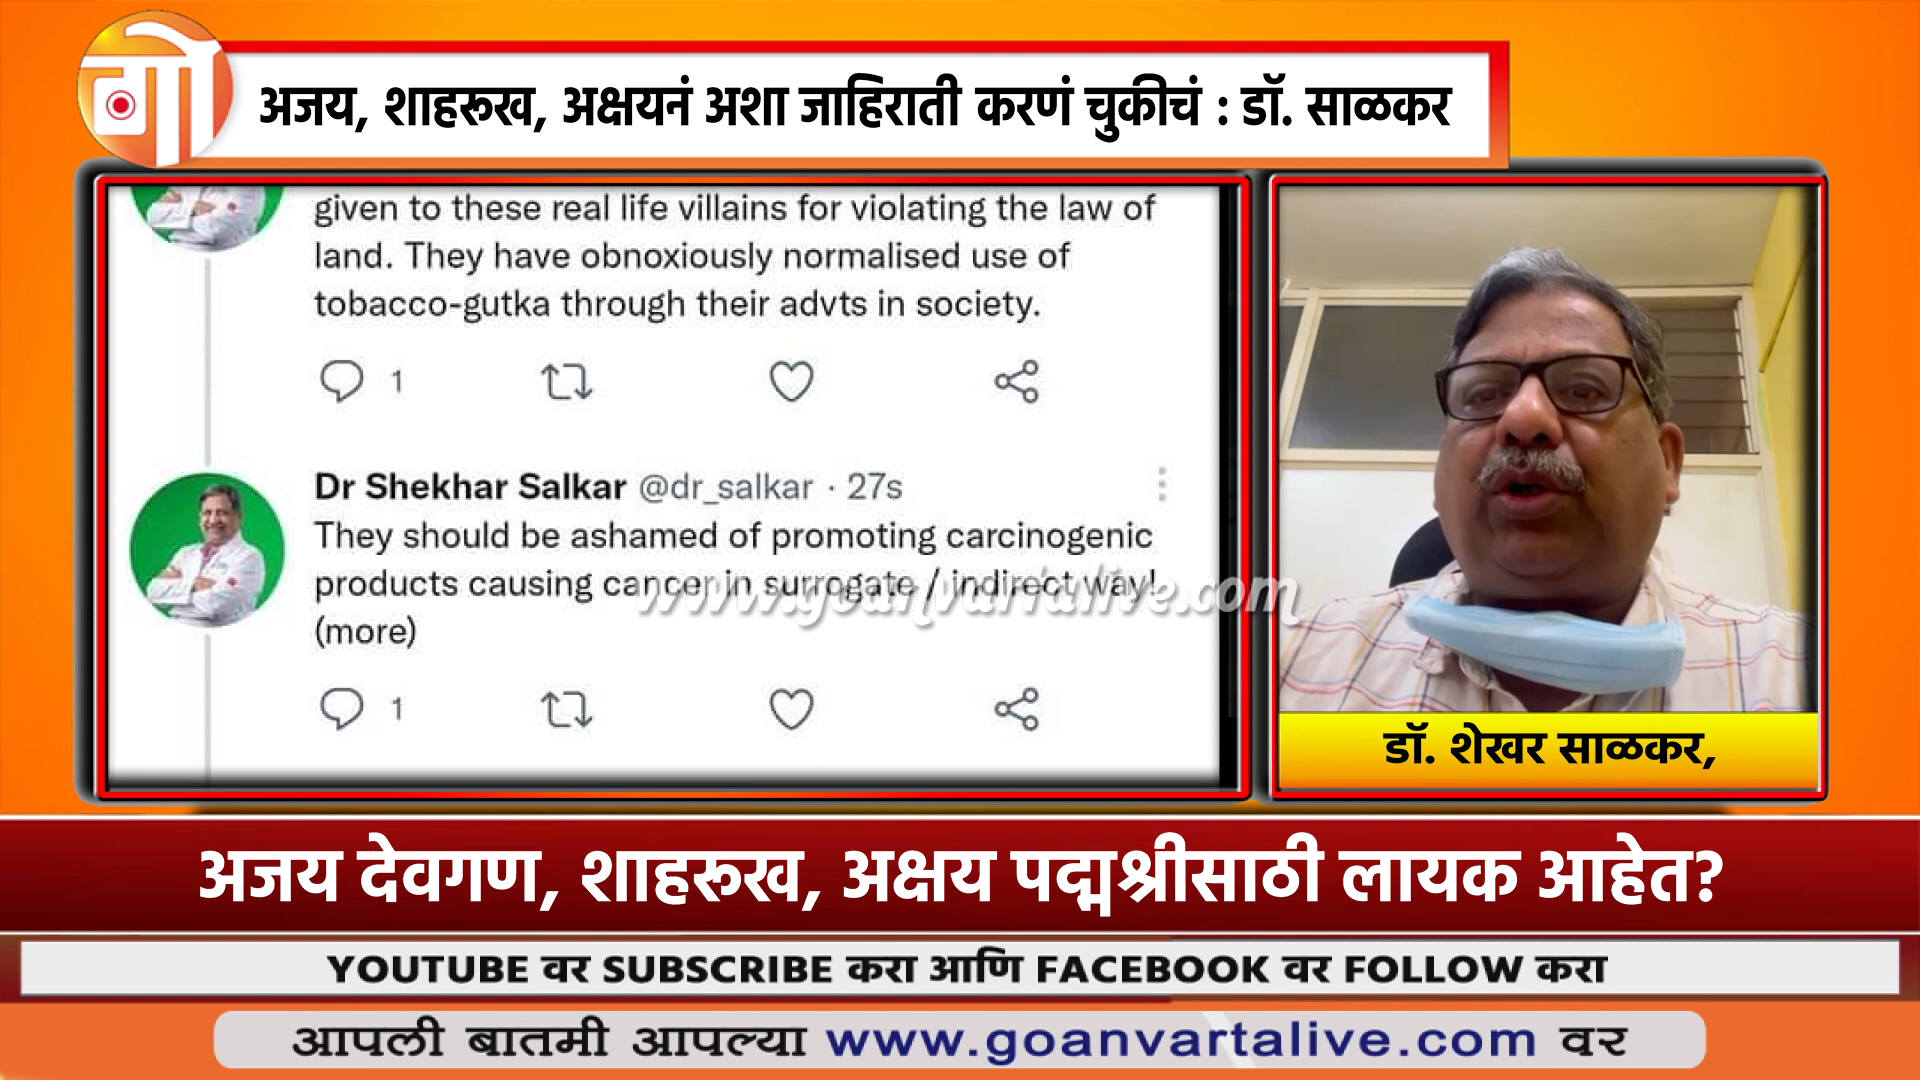 गो
अजय, शाहरूख, अक्षयनं अशा जाहिराती करणं चुकीचं : डॉ. साळकर
given to these real life villains for violating the law of
land. They have obnoxiously normalised use of
tobacco-gutka through their advts in society.
1
Dr Shekhar Salkar @dr_salkar · 27s
They should be ashamed of promoting carcinogenic
products causing cancer in surrogate / indirect way!
(more)
1
www.goanvartalive.com
डॉ. शेखर साळकर,
अजय देवगण, शाहरूख, अक्षय पद्मश्रीसाठी लायक आहेत?
YOUTUBE वर SUBSCRIBE करा आणि FACEBOOK वर FOLLOW करा
आपली बातमी आपल्या www.goanvartalive.com वर